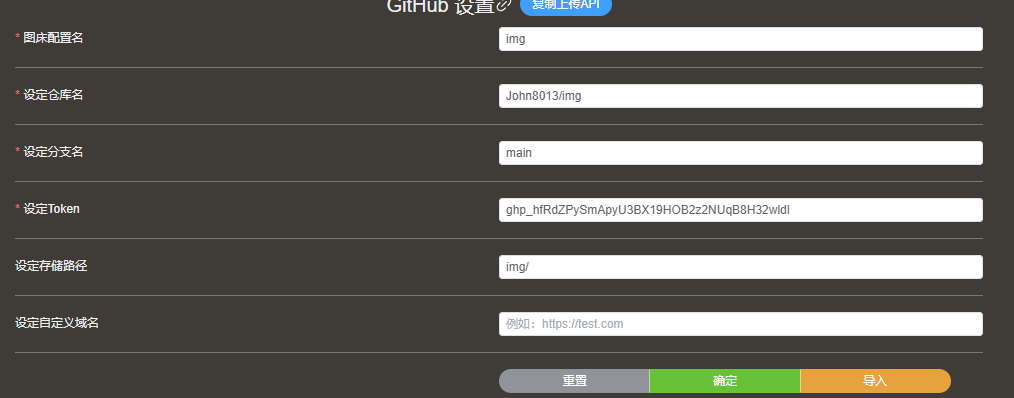 GitHub 设置 复制上传API
* 图床配置名 img
* 设定仓库名 John8013/img
* 设定分支名 main
* 设定Token ghp_hfRdZPySmApyU3BX19HOB2z2NUqB8H32wldl
设定存储路径 img/
设定自定义域名 例如：https://test.com
重置 确定 导入